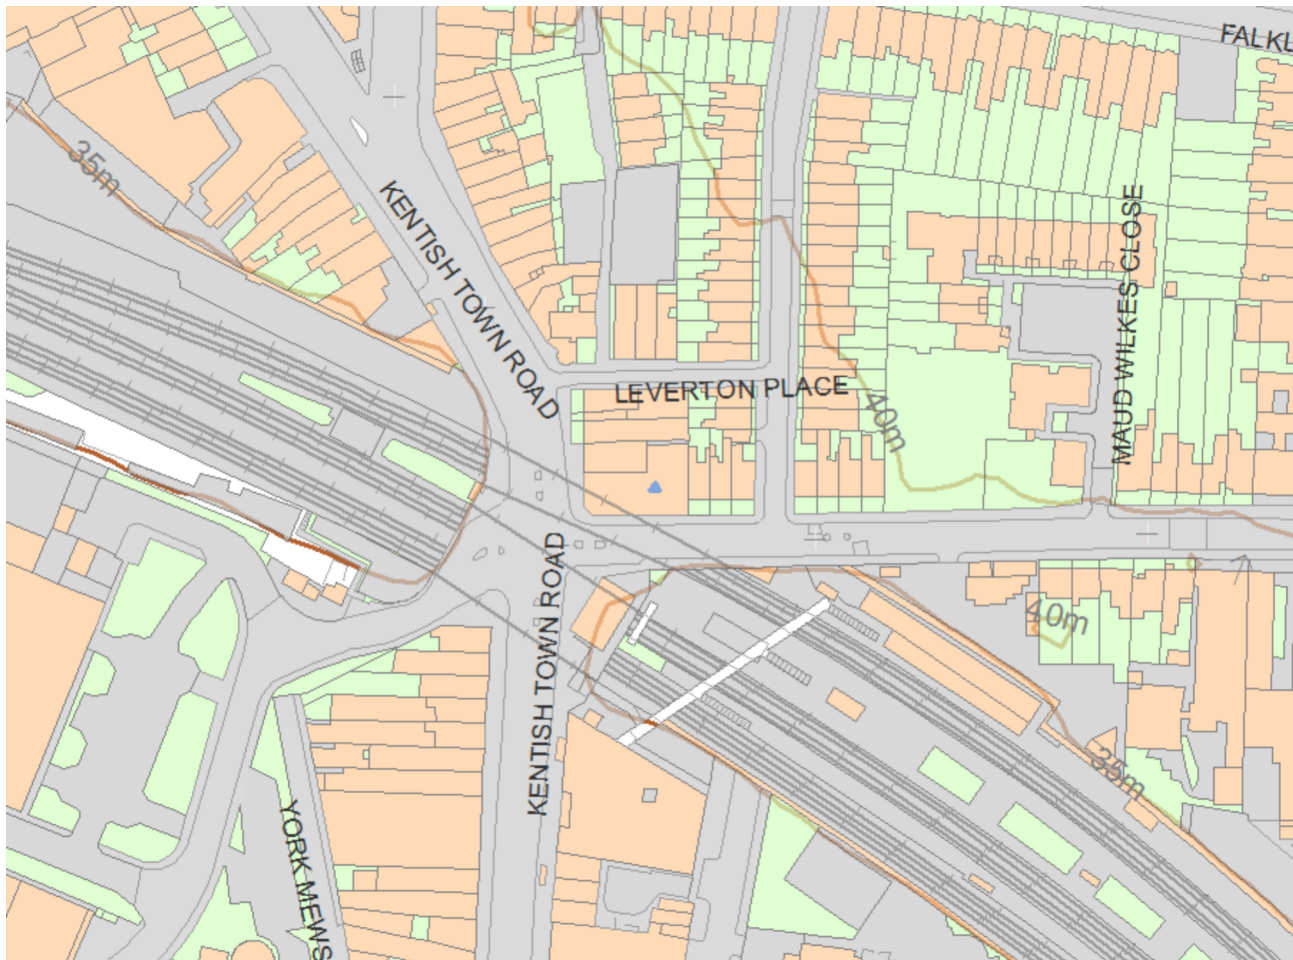 FALKL
35m
KENTISH TOWN ROAD
MAUD WILKES CLOSE
LEVERTON PLACE
40m
KENTISH TOWN ROAD
40m
35m
YORK MEWS